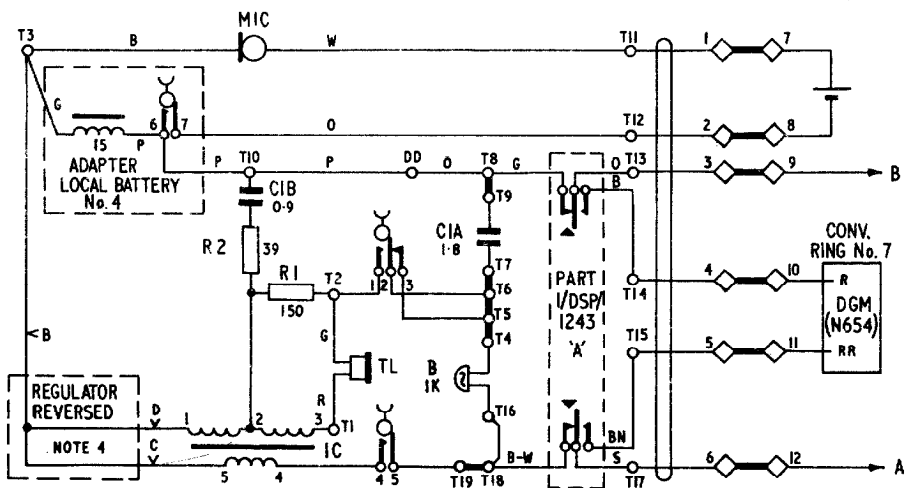 MIC
T3 B W T11 1 7
G
6 7 O T12 2 8
15 P
ADAPTER
LOCAL BATTERY
No. 4
P T10 P DD O T8 G O T13 3 9 B
B
C1B
0·9
T9
C1A
1·8
R2 39
CONV.
RING No. 7
T7
R1
150
T2 1 2 3 T6
PART
1/DSP/
1243
'A'
T14 4 10 R
DGM
(N654)
T5
T15 5 11 RR
T4
B
G
TL
B
1K
R
T16
REGULATOR
REVERSED
NOTE 4
D 1 2 3 T1
IC
C 5 4 4 5
BN
T19 T18 B-W S T17 6 12 A